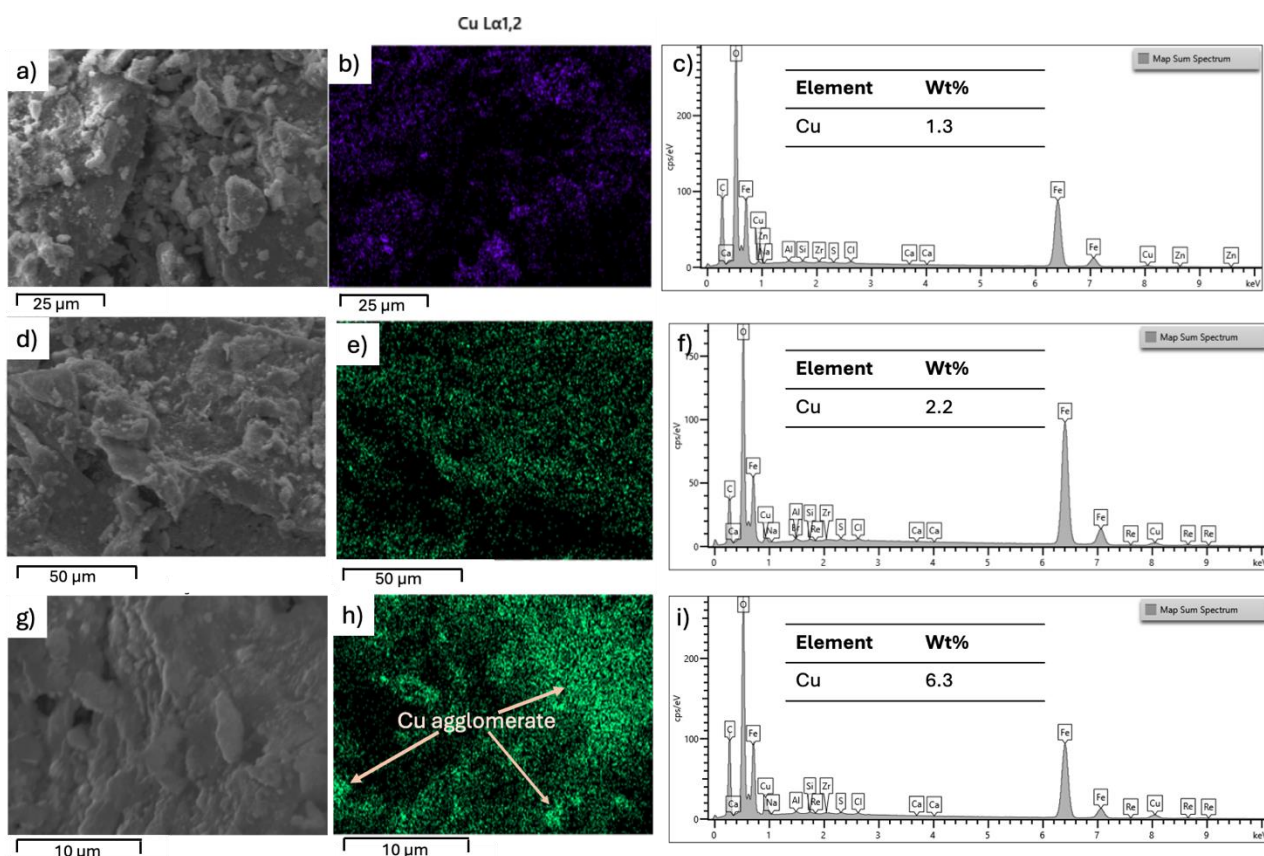 Cu Lα1,2
a)
25 µm
b)
25 µm
c)
Map Sum Spectrum
Element Wt%
Cu 1.3
cps/eV
200
100
0
O
C
Fe
Ca
Cu
Zn
Na
Al
Si
Zr
S
Cl
Ca
Ca
Fe
Fe
Cu
Zn
Zn
0 1 2 3 4 5 6 7 8 9 keV
d)
50 µm
e)
50 µm
f)
Map Sum Spectrum
Element Wt%
Cu 2.2
cps/eV
150
100
50
0
O
C
Fe
Ca
Cu
Na
Al
Br
Si
Re
Zr
S
Cl
Ca
Ca
Fe
Fe
Re
Cu
Re
Re
0 1 2 3 4 5 6 7 8 9 keV
g)
10 µm
h)
Cu agglomerate
10 µm
i)
Map Sum Spectrum
Element Wt%
Cu 6.3
cps/eV
200
100
0
O
C
Fe
Ca
Cu
Na
Al
Si
Re
Zr
S
Cl
Ca
Ca
Fe
Fe
Re
Cu
Re
Re
0 1 2 3 4 5 6 7 8 9 keV